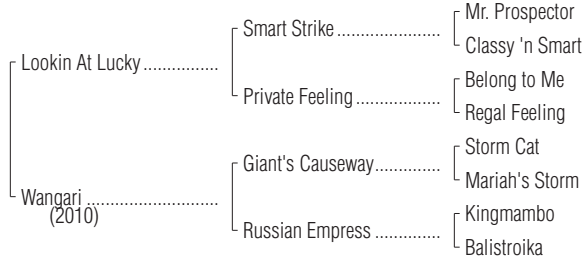 Mr. Prospector
Smart Strike ......................
Classy 'n Smart
Lookin At Lucky ................
Belong to Me
Private Feeling ..................
Regal Feeling
Storm Cat
Giant's Causeway ..............
Mariah's Storm
Wangari ............................
(2010)
Kingmambo
Russian Empress ..............
Balistroika